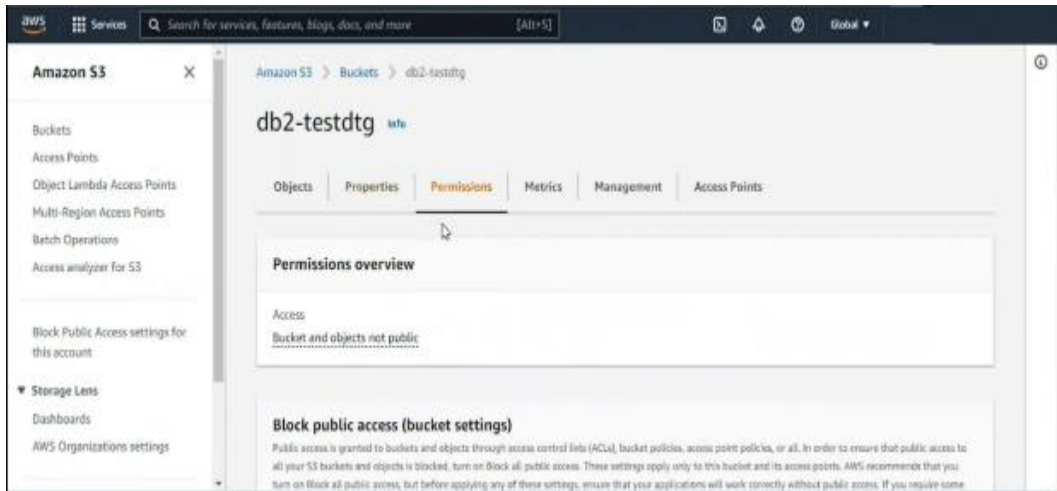 aws
Services
Search for services, features, blogs, docs, and more
[Alt+S]
Global ▼
Amazon S3
Buckets
Access Points
Object Lambda Access Points
Multi-Region Access Points
Batch Operations
Access analyzer for S3
Block Public Access settings for
this account
▼ Storage Lens
Dashboards
AWS Organizations settings
Amazon S3 > Buckets > db2-testdtg
db2-testdtg Info
Objects
Properties
Permissions
Metrics
Management
Access Points
Permissions overview
Access
Bucket and objects not public
Block public access (bucket settings)
Public access is granted to buckets and objects through access control lists (ACLs), bucket policies, access point policies, or all. In order to ensure that public access to
all your S3 buckets and objects is blocked, turn on Block all public access. These settings apply only to this bucket and its access points. AWS recommends that you
turn on Block all public access, but before applying any of these settings, ensure that your applications will work correctly without public access. If you require some